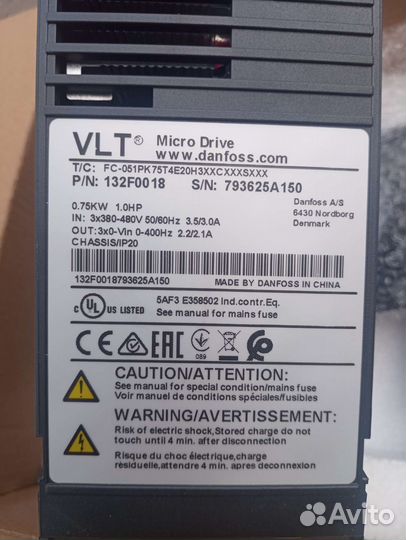 VLT® Micro Drive
www.danfoss.com
T/C: FC-051PK75T4E20H3XXCXXXSXXX
P/N: 132F0018 S/N: 793625A150
0.75KW 1.0HP
IN: 3x380-480V 50/60Hz 3.5/3.0A
OUT: 3x0-Vin 0-400Hz 2.2/2.1A
CHASSIS/IP20
Danfoss A/S
6430 Nordborg
Denmark
132F0018793625A150 MADE BY DANFOSS IN CHINA
c UL US LISTED
5AF3 E358502 Ind.contr.Eq.
See manual for mains fuse
EAC CE 089
CAUTION/ATTENTION:
See manual for special condition/mains fuse
Voir manuel de conditions spéciales/fusibles
WARNING/AVERTISSEMENT:
Risk of electric shock,Stored charge do not
touch until 4 min. after disconnection
Risque du choc électrique,charge
résiduelle,attendre 4 min. apres deconnexion
Avito